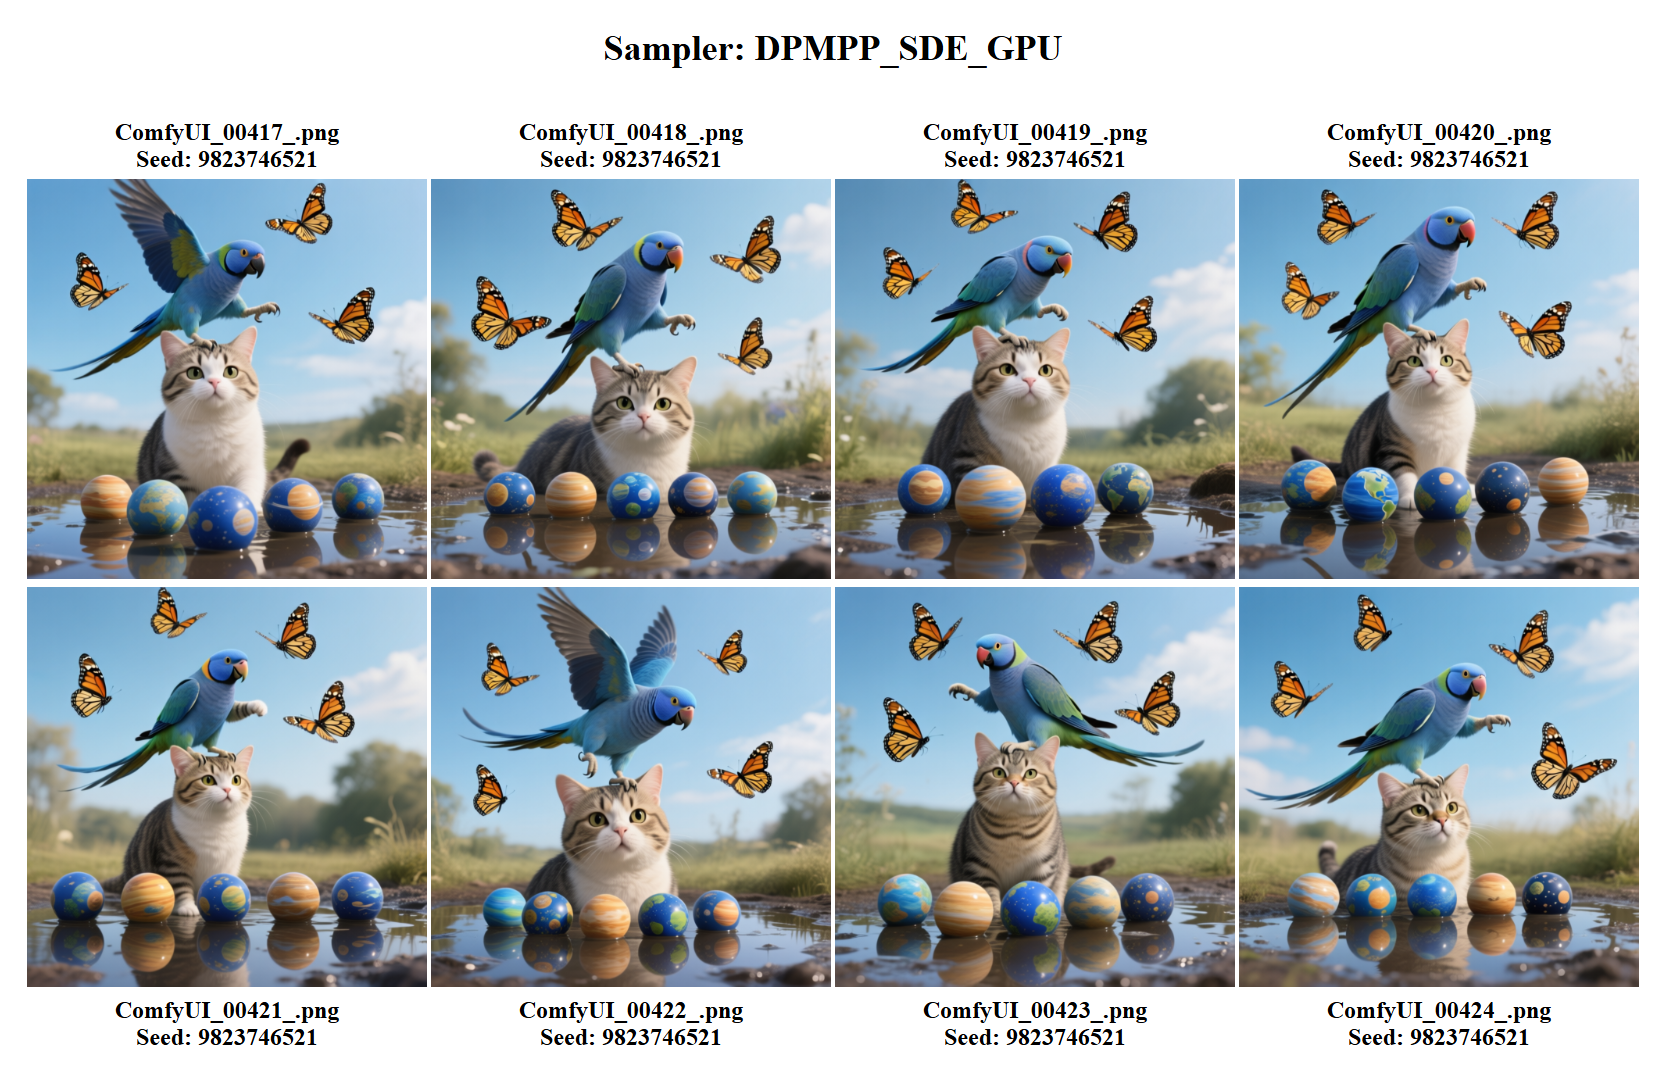 Sampler: DPMPP_SDE_GPU
ComfyUI_00417_.png
Seed: 9823746521
ComfyUI_00418_.png
Seed: 9823746521
ComfyUI_00419_.png
Seed: 9823746521
ComfyUI_00420_.png
Seed: 9823746521
ComfyUI_00421_.png
Seed: 9823746521
ComfyUI_00422_.png
Seed: 9823746521
ComfyUI_00423_.png
Seed: 9823746521
ComfyUI_00424_.png
Seed: 9823746521